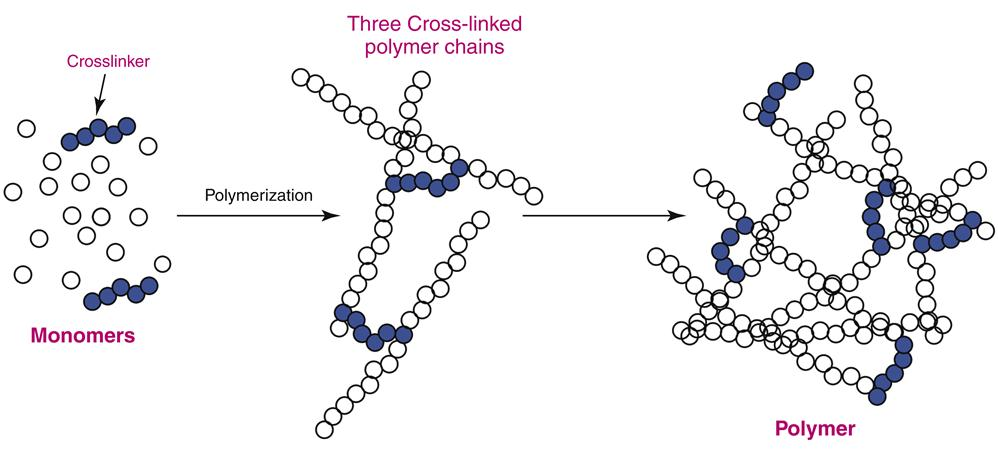 Three Cross-linked
polymer chains
Crosslinker
Polymerization
Monomers
Polymer